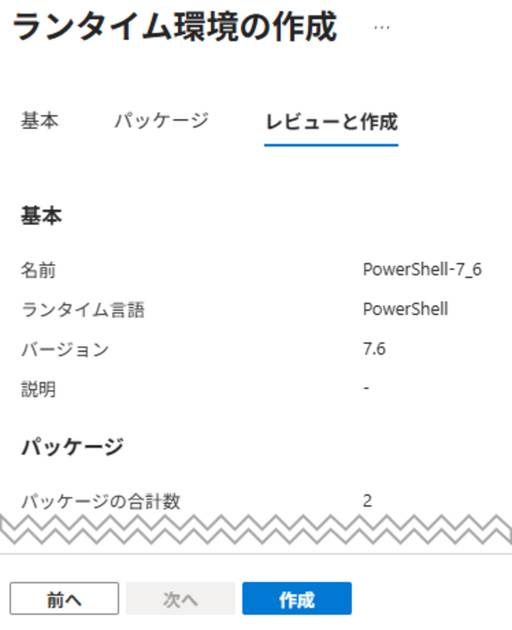 ランタイム環境の作成 ...
基本 パッケージ レビューと作成
基本
名前 PowerShell-7_6
ランタイム言語 PowerShell
バージョン 7.6
説明 -
パッケージ
パッケージの合計数 2
前へ 次へ 作成